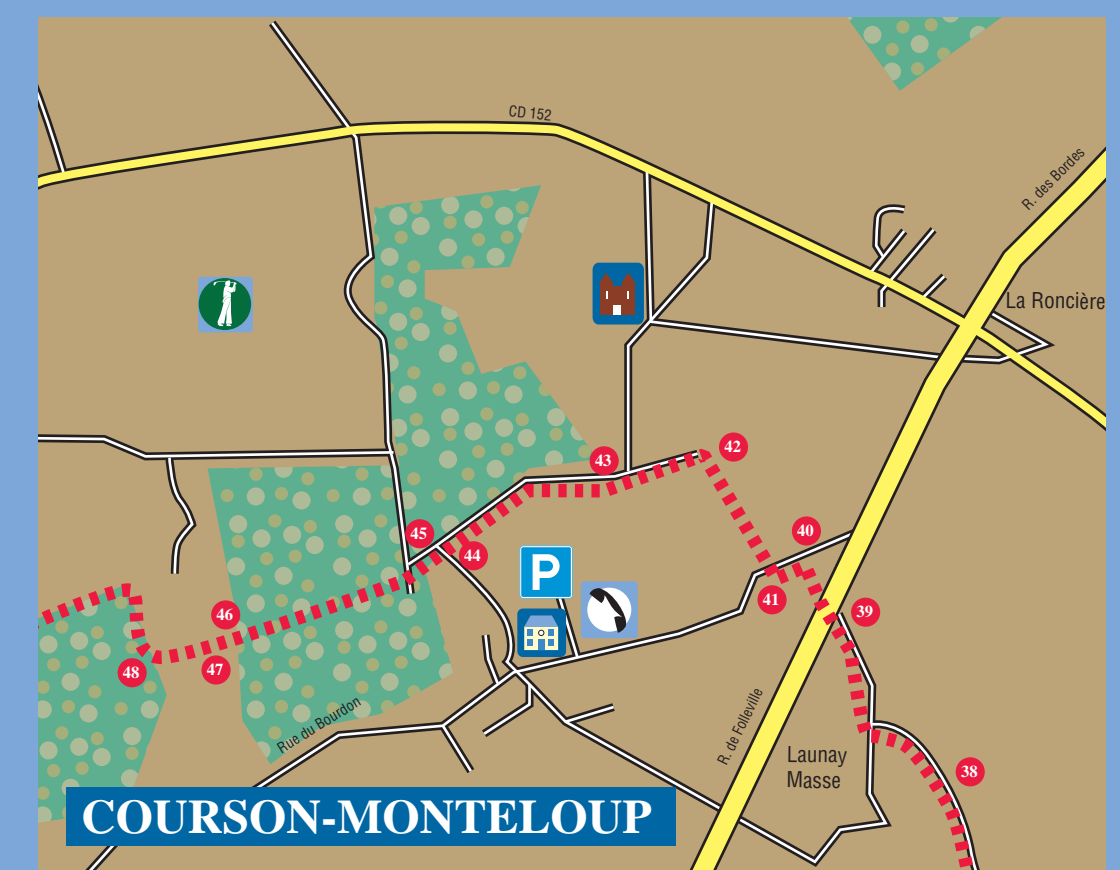 CD 152
R. des Bordes
La Roncière
42
43
40
45
44
P
41
39
46
47
48
Rue du Bourdon
R. de Folleville
Launay
Masse
38
COURSON-MONTELOUP